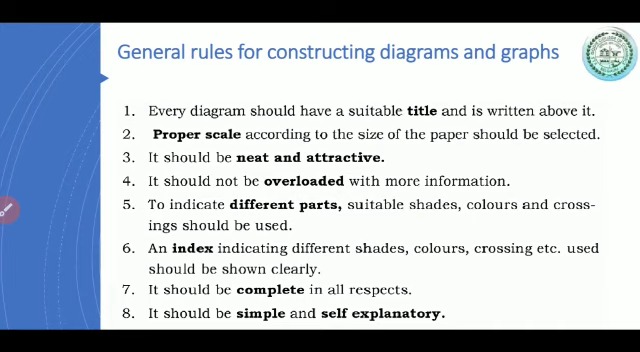 General rules for constructing diagrams and graphs
1. Every diagram should have a suitable title and is written above it.
2. Proper scale according to the size of the paper should be selected.
3. It should be neat and attractive.
4. It should not be overloaded with more information.
5. To indicate different parts, suitable shades, colours and cross-
ings should be used.
6. An index indicating different shades, colours, crossing etc. used
should be shown clearly.
7. It should be complete in all respects.
8. It should be simple and self explanatory.